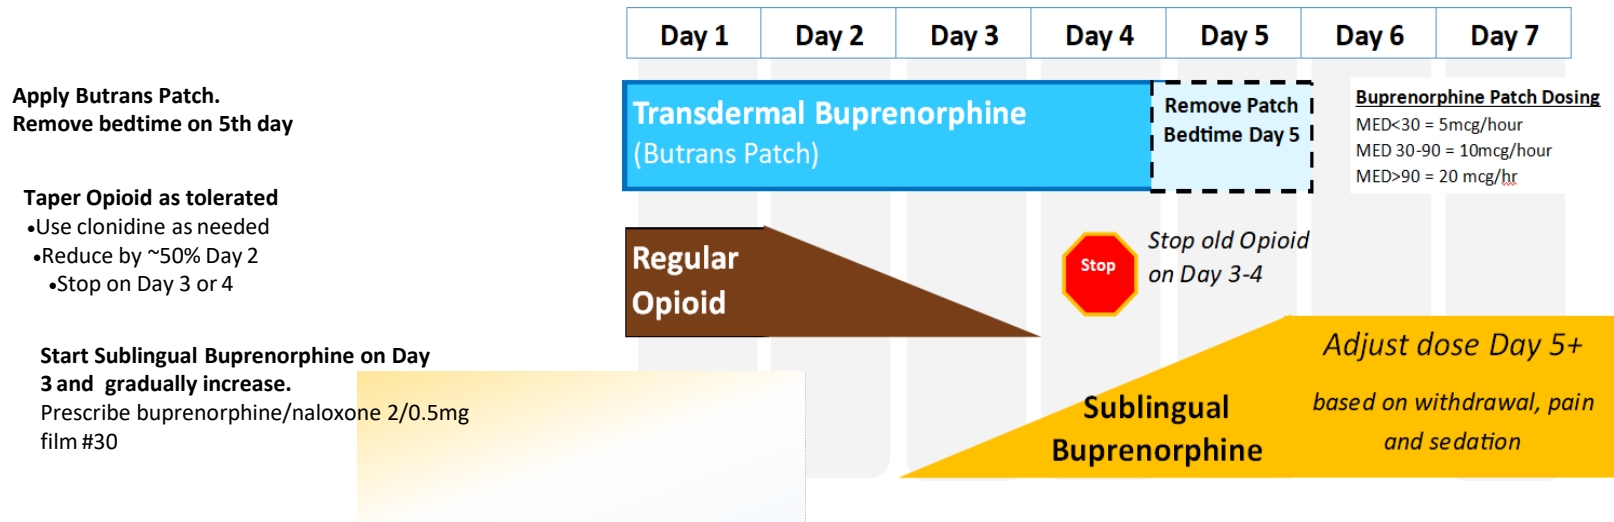 Day 1 Day 2 Day 3 Day 4 Day 5 Day 6 Day 7
Apply Butrans Patch.
Remove bedtime on 5th day
Transdermal Buprenorphine
(Butrans Patch)
Remove Patch
Bedtime Day 5
Buprenorphine Patch Dosing
MED<30 = 5mcg/hour
MED 30-90 = 10mcg/hour
MED>90 = 20 mcg/hr
Taper Opioid as tolerated
•Use clonidine as needed
•Reduce by ~50% Day 2
•Stop on Day 3 or 4
Regular
Opioid
Stop
Stop old Opioid
on Day 3-4
Start Sublingual Buprenorphine on Day
3 and gradually increase.
Prescribe buprenorphine/naloxone 2/0.5mg
film #30
Sublingual
Buprenorphine
Adjust dose Day 5+
based on withdrawal, pain
and sedation